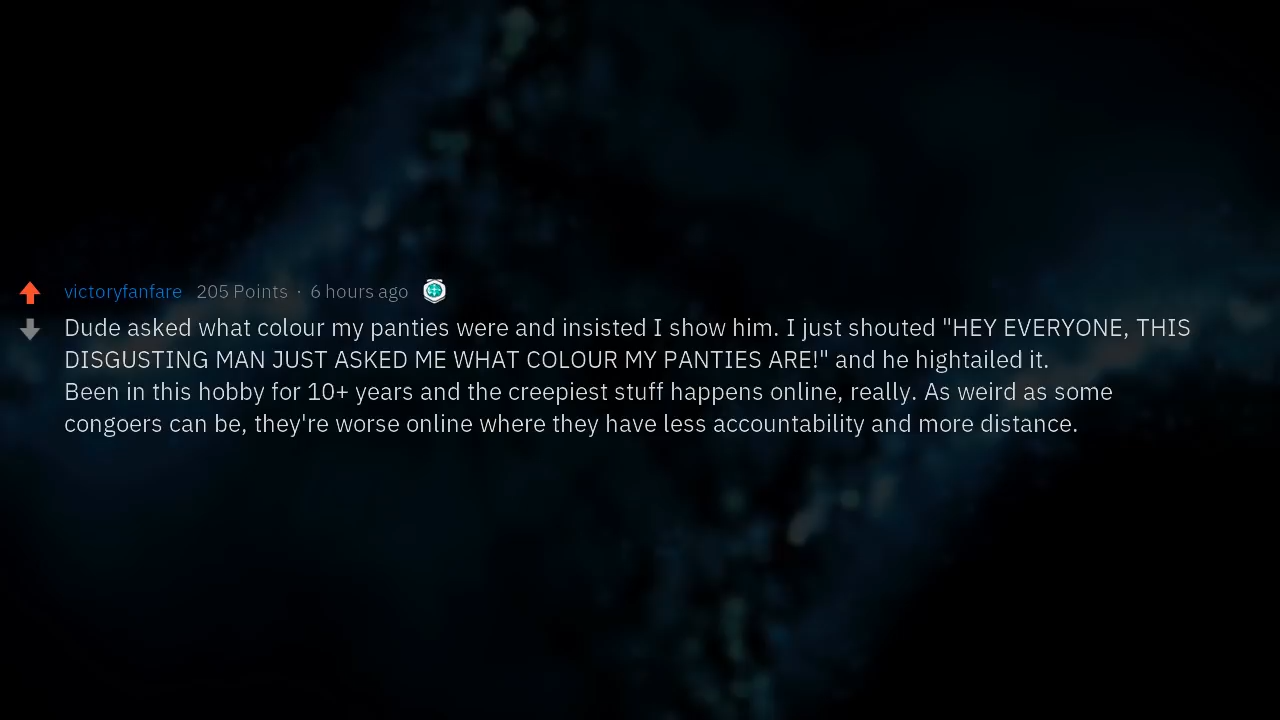 victoryfanfare 205 Points · 6 hours ago
Dude asked what colour my panties were and insisted I show him. I just shouted "HEY EVERYONE, THIS
DISGUSTING MAN JUST ASKED ME WHAT COLOUR MY PANTIES ARE!" and he hightailed it.
Been in this hobby for 10+ years and the creepiest stuff happens online, really. As weird as some
congoers can be, they're worse online where they have less accountability and more distance.